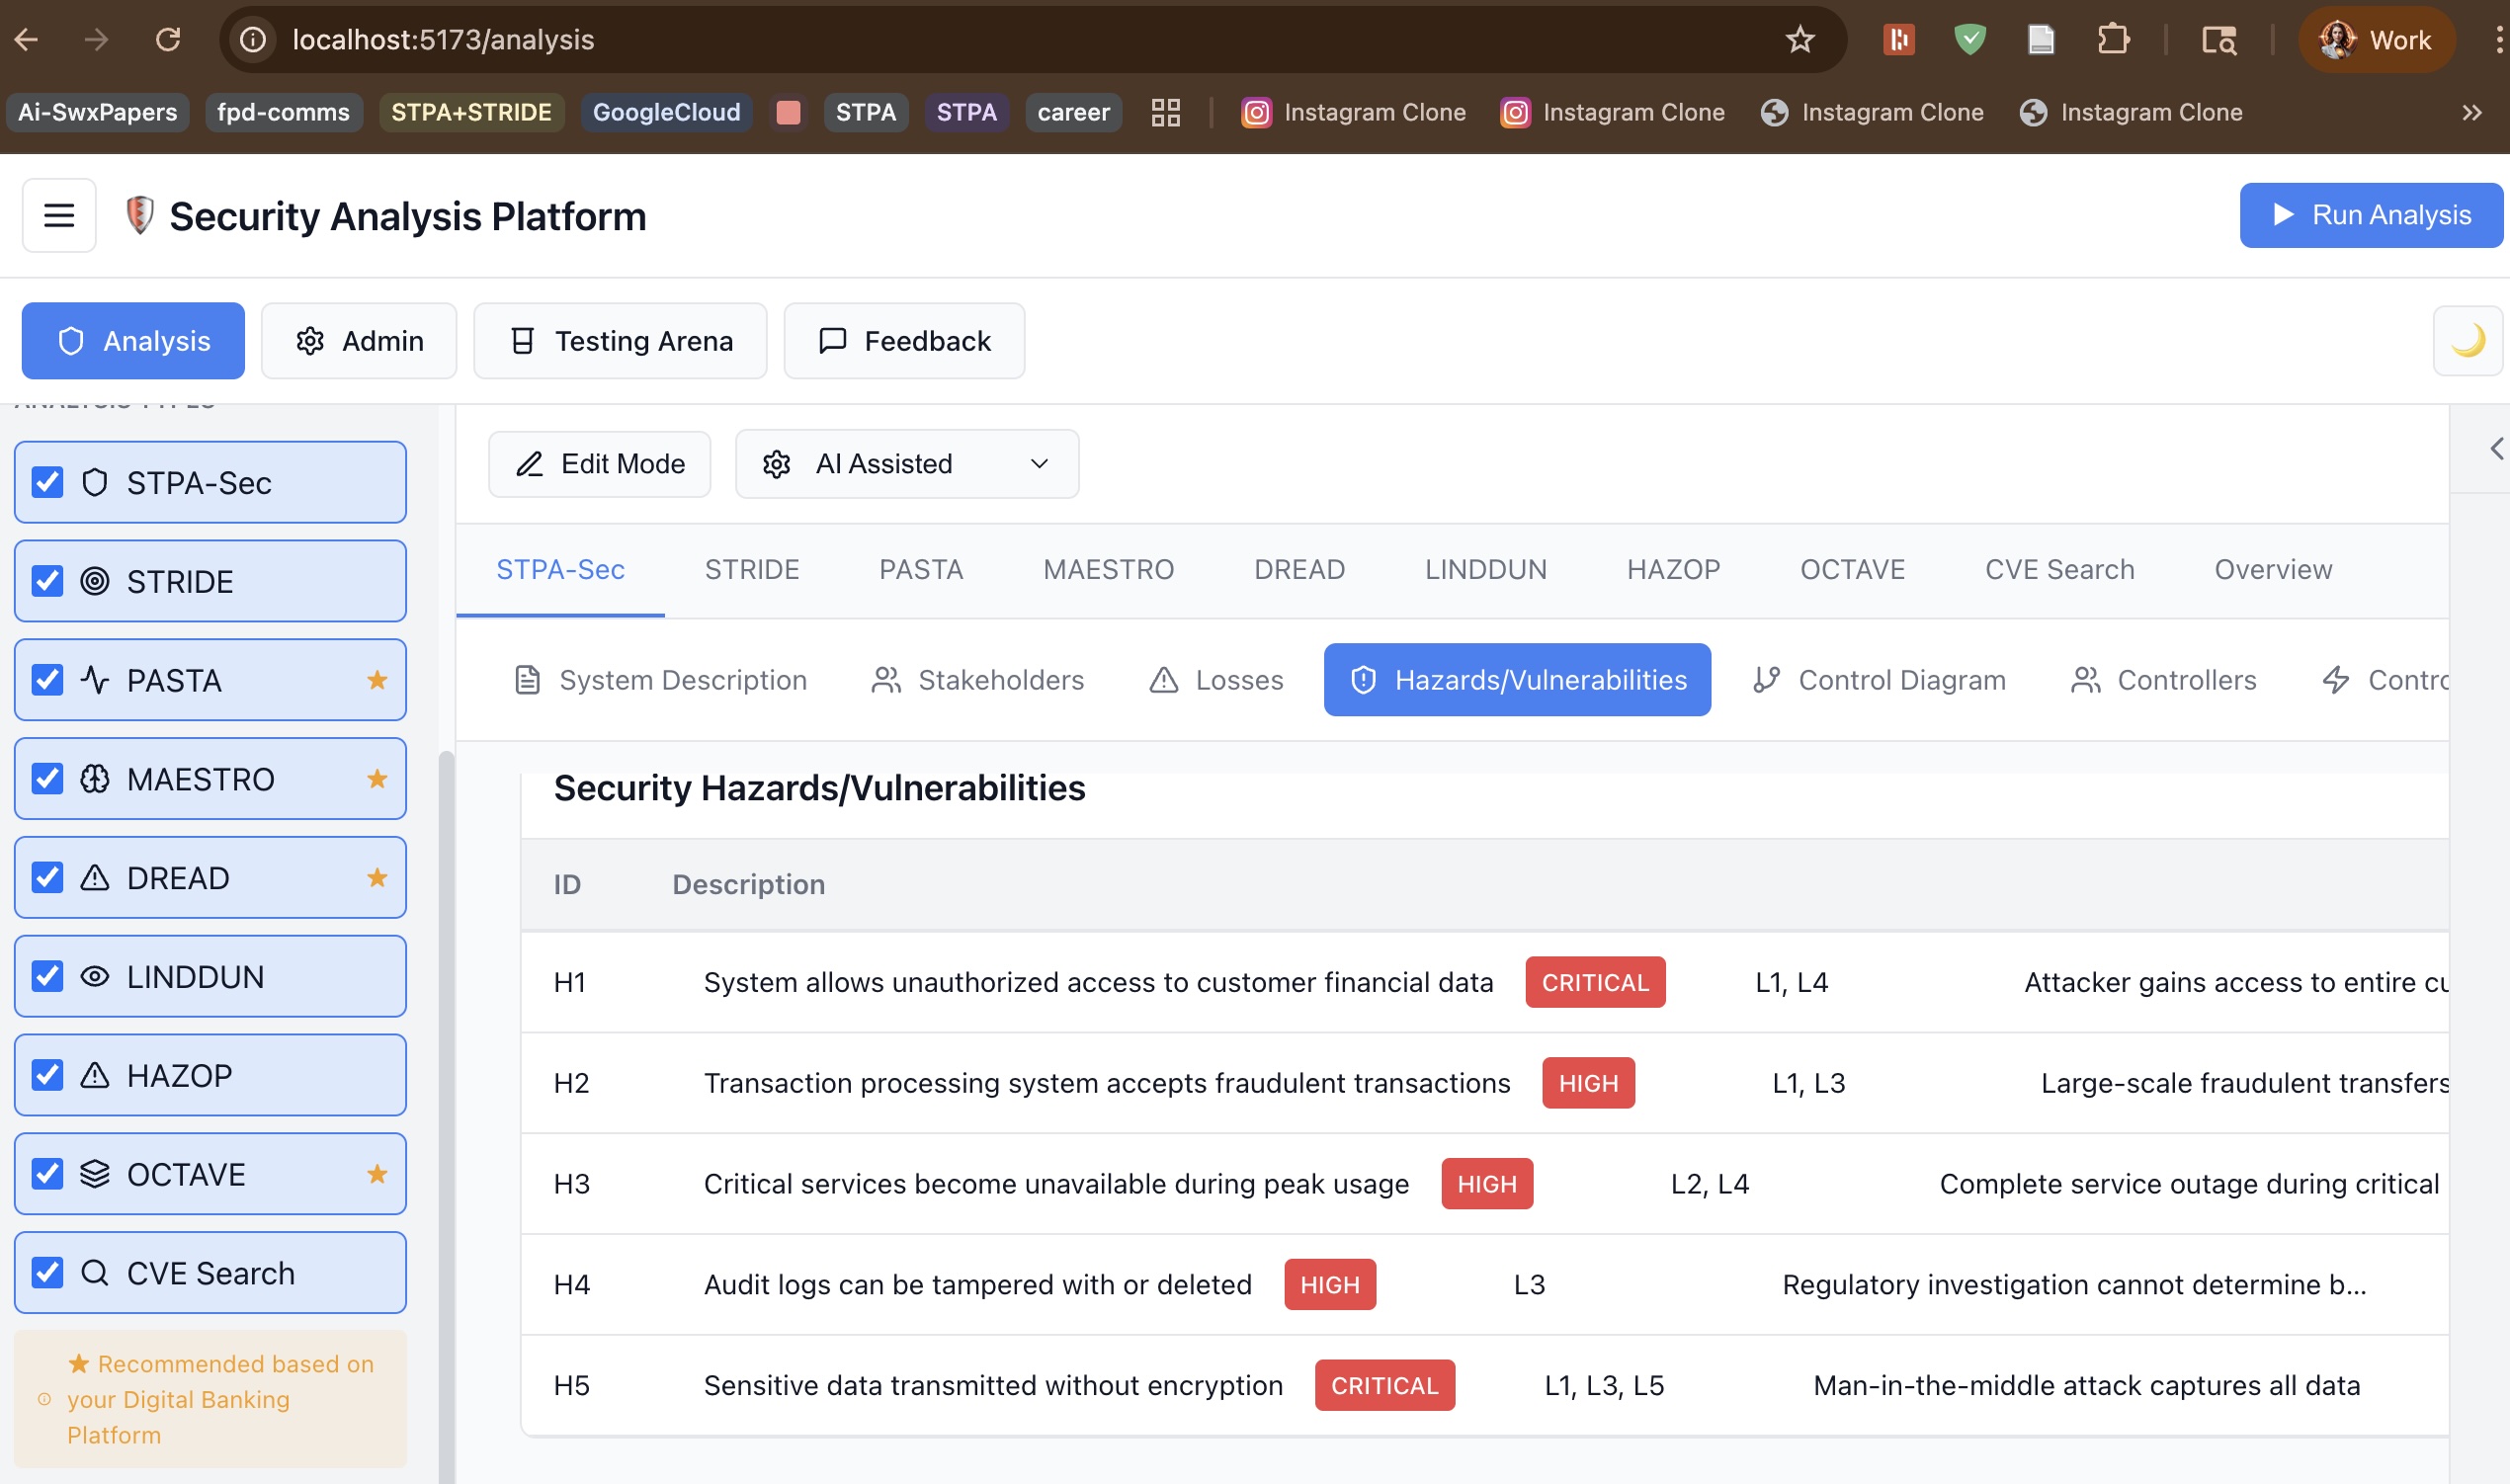 localhost:5173/analysis
Work
Ai-SwxPapers fpd-comms STPA+STRIDE GoogleCloud STPA STPA career Instagram Clone Instagram Clone Instagram Clone Instagram Clone
Security Analysis Platform
Run Analysis
Analysis Admin Testing Arena Feedback
ANALYSIS TYPES
STPA-Sec
STRIDE
PASTA
MAESTRO
DREAD
LINDDUN
HAZOP
OCTAVE
CVE Search
Recommended based on
your Digital Banking
Platform
Edit Mode AI Assisted
STPA-Sec STRIDE PASTA MAESTRO DREAD LINDDUN HAZOP OCTAVE CVE Search Overview
System Description Stakeholders Losses Hazards/Vulnerabilities Control Diagram Controllers Contro
Security Hazards/Vulnerabilities
ID Description
H1 System allows unauthorized access to customer financial data CRITICAL L1, L4 Attacker gains access to entire cu
H2 Transaction processing system accepts fraudulent transactions HIGH L1, L3 Large-scale fraudulent transfers
H3 Critical services become unavailable during peak usage HIGH L2, L4 Complete service outage during critical
H4 Audit logs can be tampered with or deleted HIGH L3 Regulatory investigation cannot determine b...
H5 Sensitive data transmitted without encryption CRITICAL L1, L3, L5 Man-in-the-middle attack captures all data